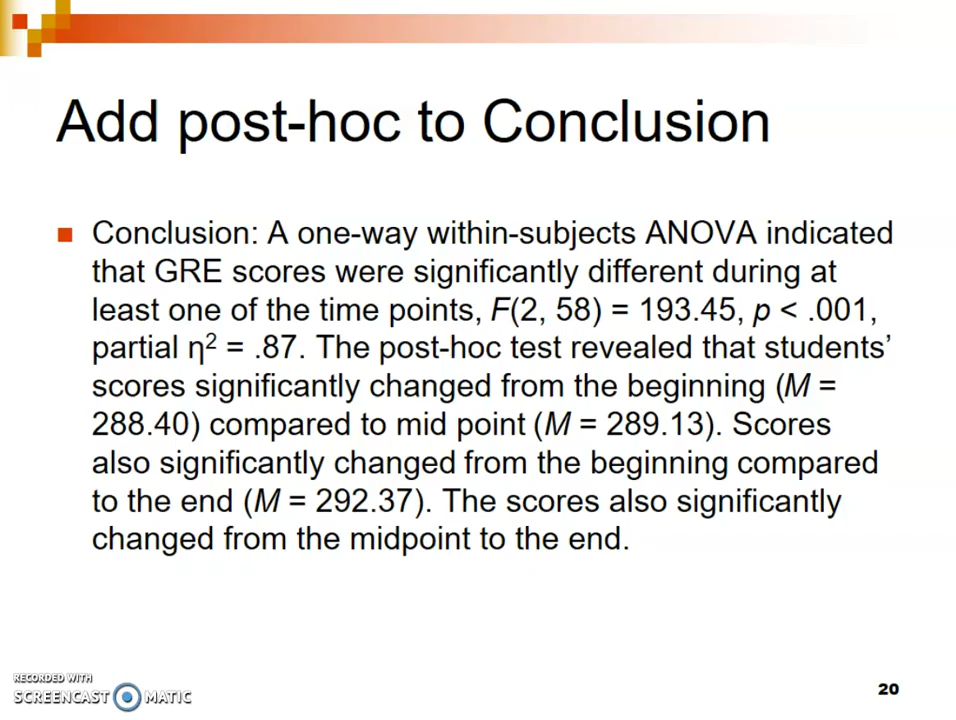 Add post-hoc to Conclusion
Conclusion: A one-way within-subjects ANOVA indicated
that GRE scores were significantly different during at
least one of the time points, F(2, 58) = 193.45, p < .001,
partial η² = .87. The post-hoc test revealed that students’
scores significantly changed from the beginning (M =
288.40) compared to mid point (M = 289.13). Scores
also significantly changed from the beginning compared
to the end (M = 292.37). The scores also significantly
changed from the midpoint to the end.
RECORDED WITH
SCREENCAST MATIC
20